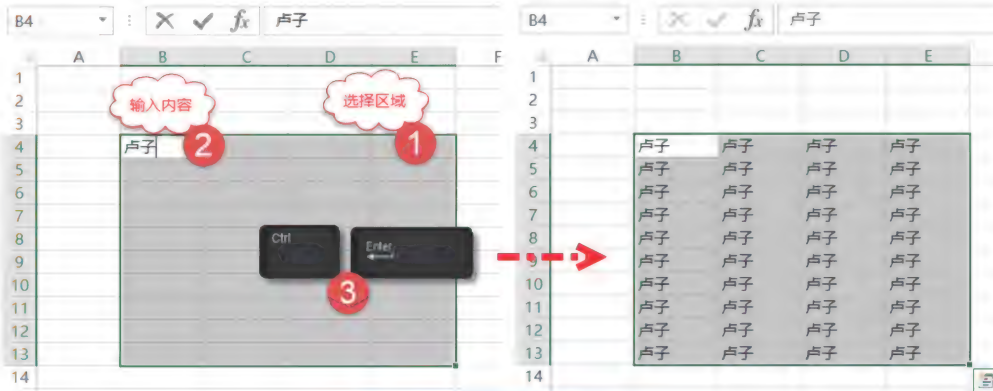 B4 fx 卢子 B4 fx 卢子
A B C D E F A B C D E
1 1
2 输入内容 选择区域 2
3 3
4 卢子 2 1 4 卢子 卢子 卢子 卢子
5 5 卢子 卢子 卢子 卢子
6 6 卢子 卢子 卢子 卢子
7 7 卢子 卢子 卢子 卢子
8 Ctrl Enter 8 卢子 卢子 卢子 卢子
9 9 卢子 卢子 卢子 卢子
10 3 10 卢子 卢子 卢子 卢子
11 11 卢子 卢子 卢子 卢子
12 12 卢子 卢子 卢子 卢子
13 13 卢子 卢子 卢子 卢子
14 14